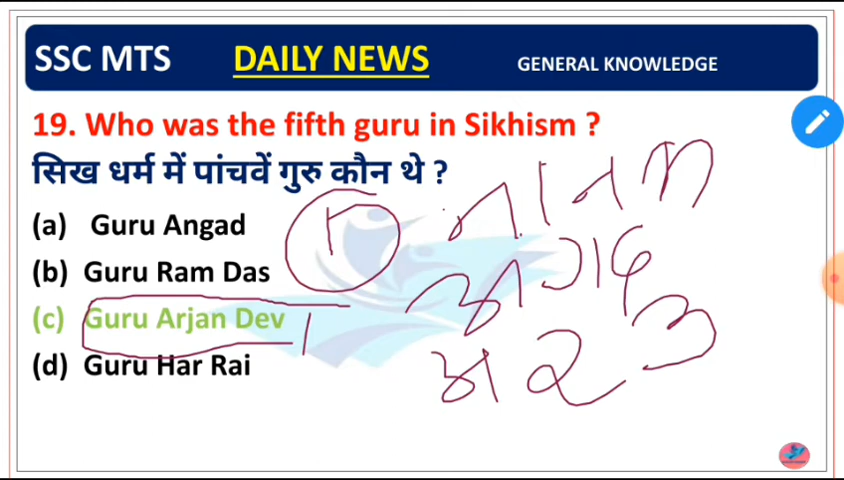 SSC MTS DAILY NEWS GENERAL KNOWLEDGE
19. Who was the fifth guru in Sikhism ?
सिख धर्म में पांचवें गुरु कौन थे ?
(a) Guru Angad
(b) Guru Ram Das
(c) Guru Arjan Dev
(d) Guru Har Rai
अगद